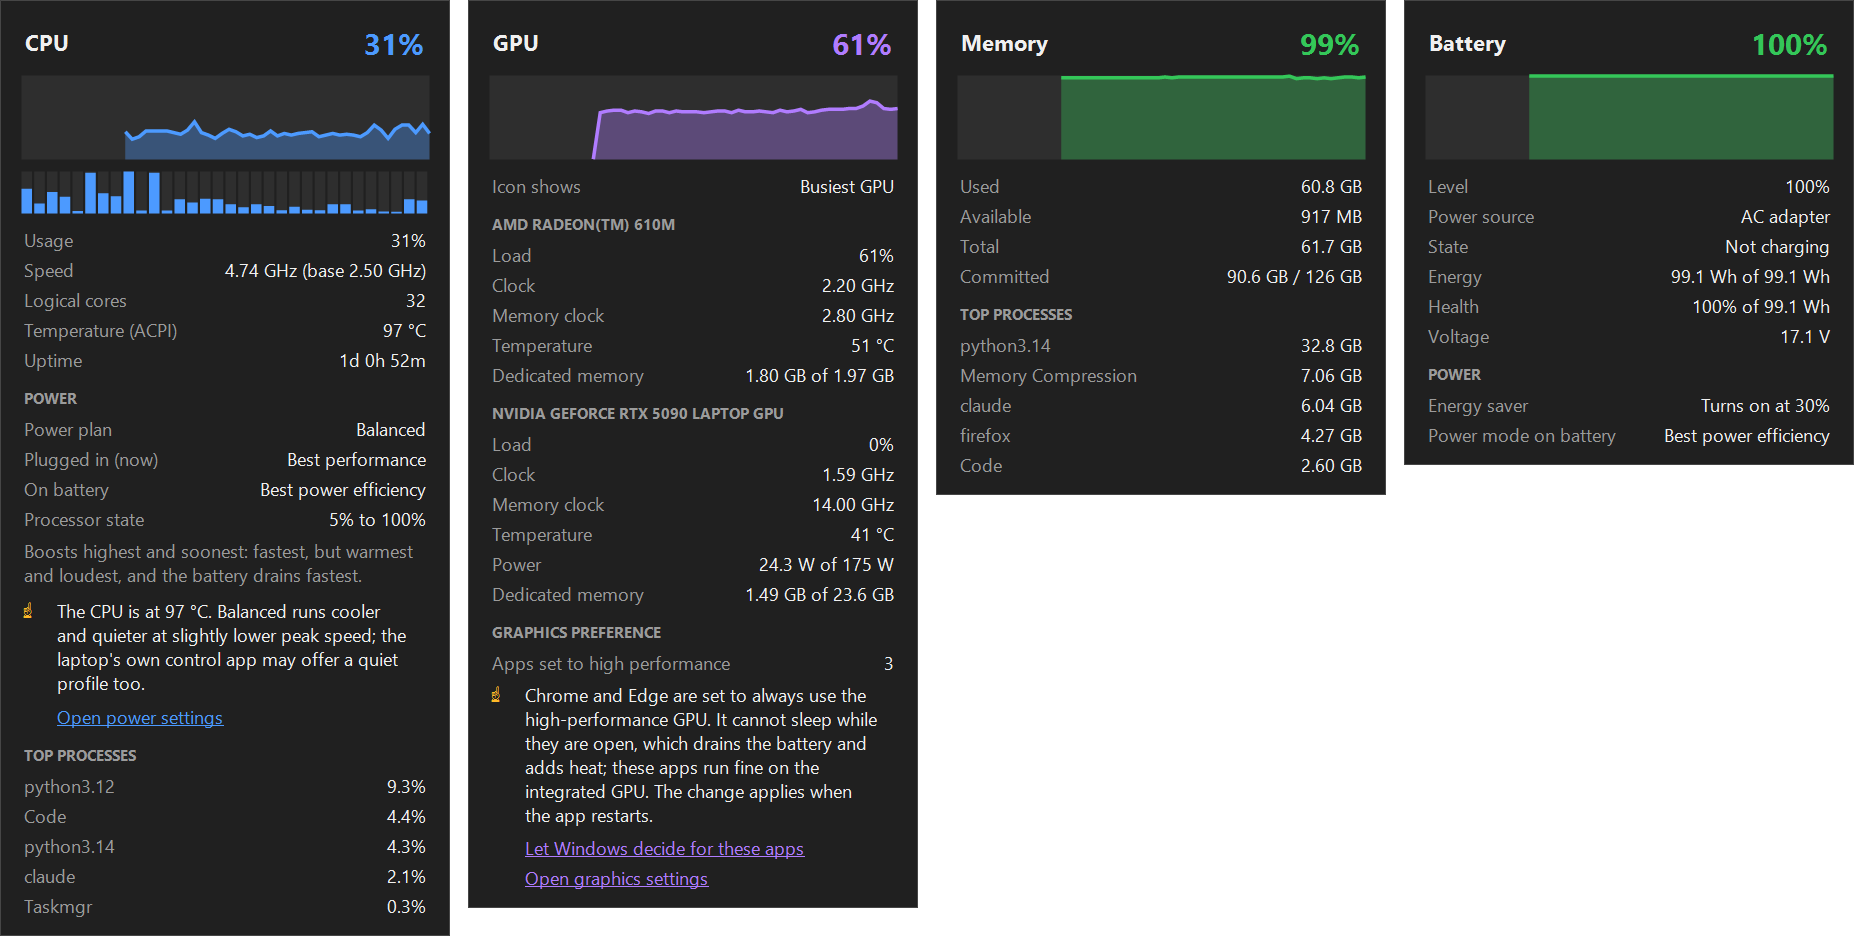 CPU 31%
Usage 31%
Speed 4.74 GHz (base 2.50 GHz)
Logical cores 32
Temperature (ACPI) 97 °C
Uptime 1d 0h 52m
POWER
Power plan Balanced
Plugged in (now) Best performance
On battery Best power efficiency
Processor state 5% to 100%
Boosts highest and soonest: fastest, but warmest
and loudest, and the battery drains fastest.
The CPU is at 97 °C. Balanced runs cooler
and quieter at slightly lower peak speed; the
laptop's own control app may offer a quiet
profile too.
Open power settings
TOP PROCESSES
python3.12 9.3%
Code 4.4%
python3.14 4.3%
claude 2.1%
Taskmgr 0.3%
GPU 61%
Icon shows Busiest GPU
AMD RADEON(TM) 610M
Load 61%
Clock 2.20 GHz
Memory clock 2.80 GHz
Temperature 51 °C
Dedicated memory 1.80 GB of 1.97 GB
NVIDIA GEFORCE RTX 5090 LAPTOP GPU
Load 0%
Clock 1.59 GHz
Memory clock 14.00 GHz
Temperature 41 °C
Power 24.3 W of 175 W
Dedicated memory 1.49 GB of 23.6 GB
GRAPHICS PREFERENCE
Apps set to high performance 3
Chrome and Edge are set to always use the
high-performance GPU. It cannot sleep while
they are open, which drains the battery and
adds heat; these apps run fine on the
integrated GPU. The change applies when
the app restarts.
Let Windows decide for these apps
Open graphics settings
Memory 99%
Used 60.8 GB
Available 917 MB
Total 61.7 GB
Committed 90.6 GB / 126 GB
TOP PROCESSES
python3.14 32.8 GB
Memory Compression 7.06 GB
claude 6.04 GB
firefox 4.27 GB
Code 2.60 GB
Battery 100%
Level 100%
Power source AC adapter
State Not charging
Energy 99.1 Wh of 99.1 Wh
Health 100% of 99.1 Wh
Voltage 17.1 V
POWER
Energy saver Turns on at 30%
Power mode on battery Best power efficiency